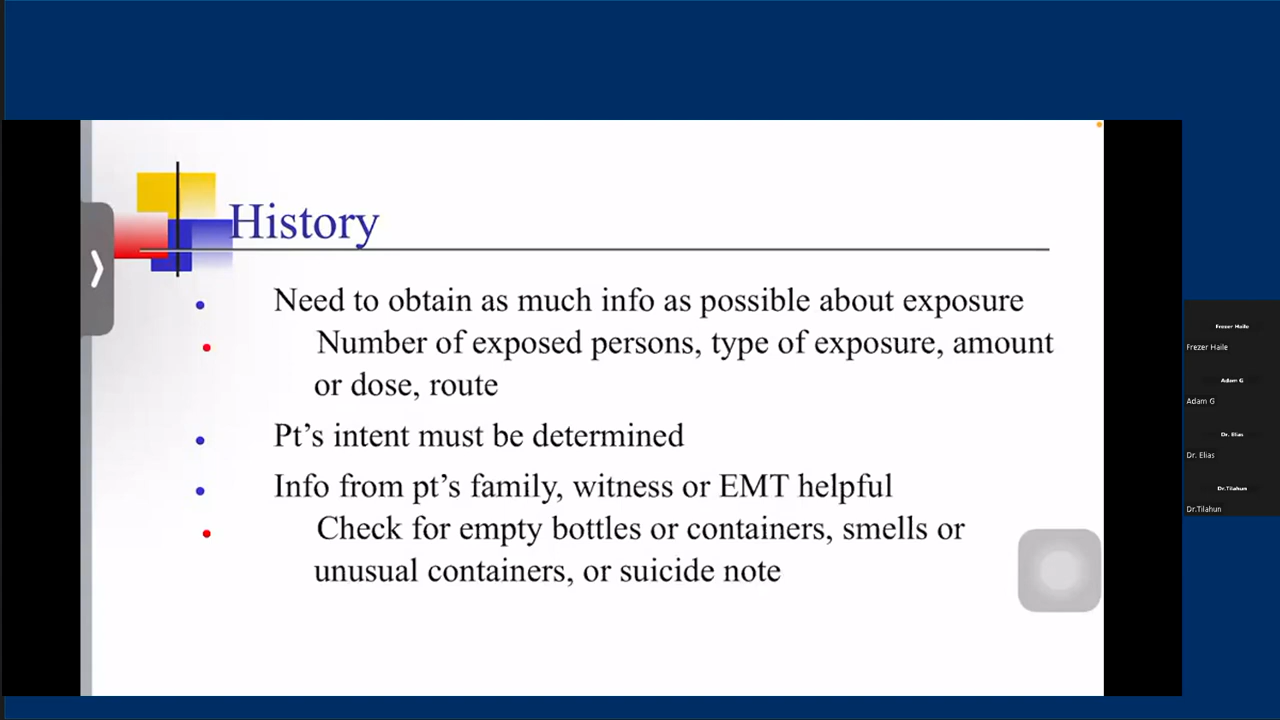 History
Need to obtain as much info as possible about exposure
Number of exposed persons, type of exposure, amount
or dose, route
Pt's intent must be determined
Info from pt's family, witness or EMT helpful
Check for empty bottles or containers, smells or
unusual containers, or suicide note
Frezer Haile
Frezer Haile
Adam G
Adam G
Dr. Elias
Dr. Elias
Dr.Tilahun
Dr.Tilahun